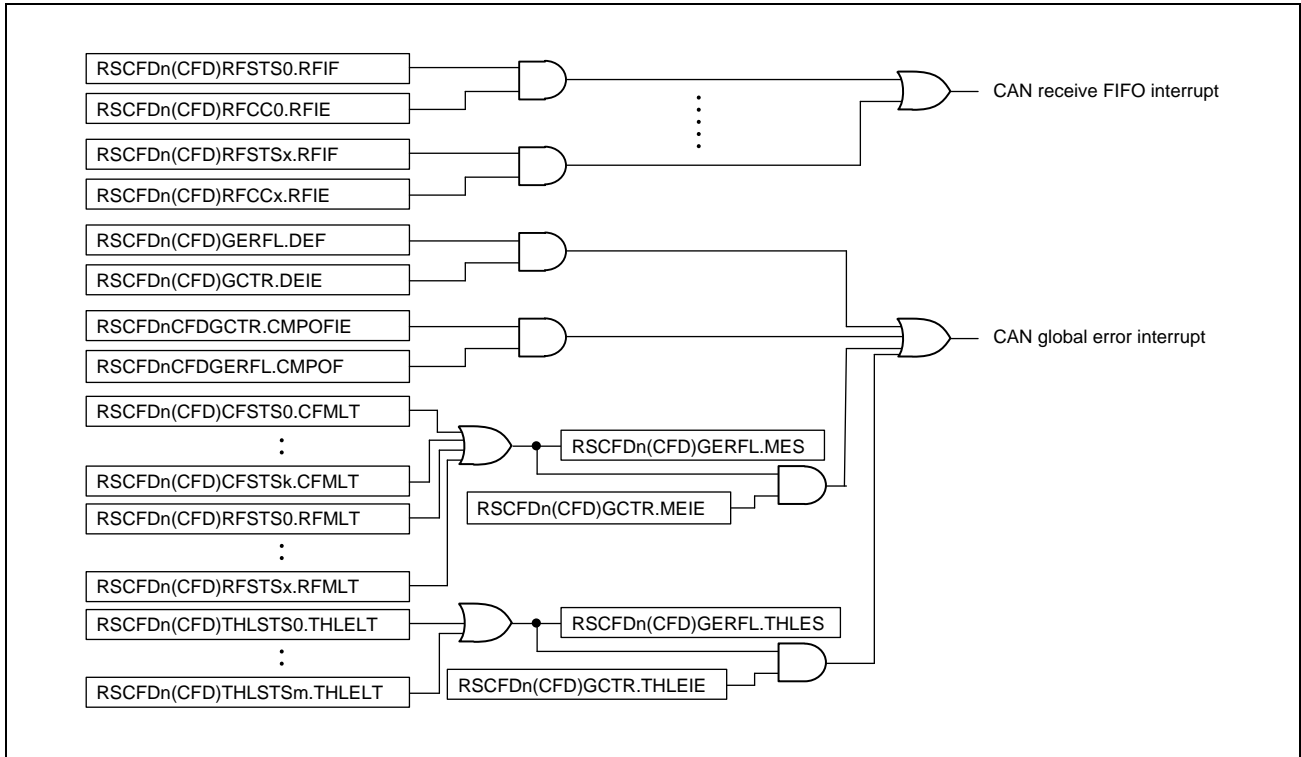 RSCFDn(CFD)RFSTS0.RFIF
RSCFDn(CFD)RFCC0.RFIE
CAN receive FIFO interrupt
RSCFDn(CFD)RFSTSx.RFIF
RSCFDn(CFD)RFCCx.RFIE
RSCFDn(CFD)GERFL.DEF
RSCFDn(CFD)GCTR.DEIE
RSCFDnCFDGCTR.CMPOFIE
CAN global error interrupt
RSCFDnCFDGERFL.CMPOF
RSCFDn(CFD)CFSTS0.CFMLT
RSCFDn(CFD)GERFL.MES
RSCFDn(CFD)CFSTSk.CFMLT
RSCFDn(CFD)GCTR.MEIE
RSCFDn(CFD)RFSTS0.RFMLT
RSCFDn(CFD)RFSTSx.RFMLT
RSCFDn(CFD)THLSTS0.THLELT
RSCFDn(CFD)GERFL.THLES
RSCFDn(CFD)GCTR.THLEIE
RSCFDn(CFD)THLSTSm.THLELT